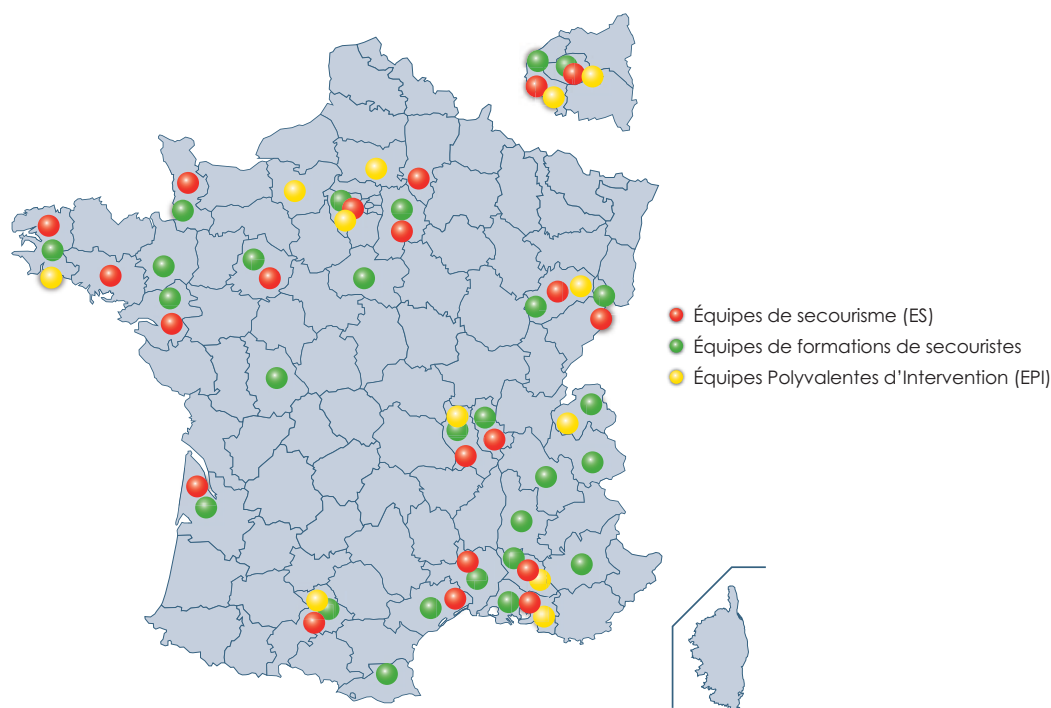 Équipes de secourisme (ES)
Équipes de formations de secouristes
Équipes Polyvalentes d'Intervention (EPI)